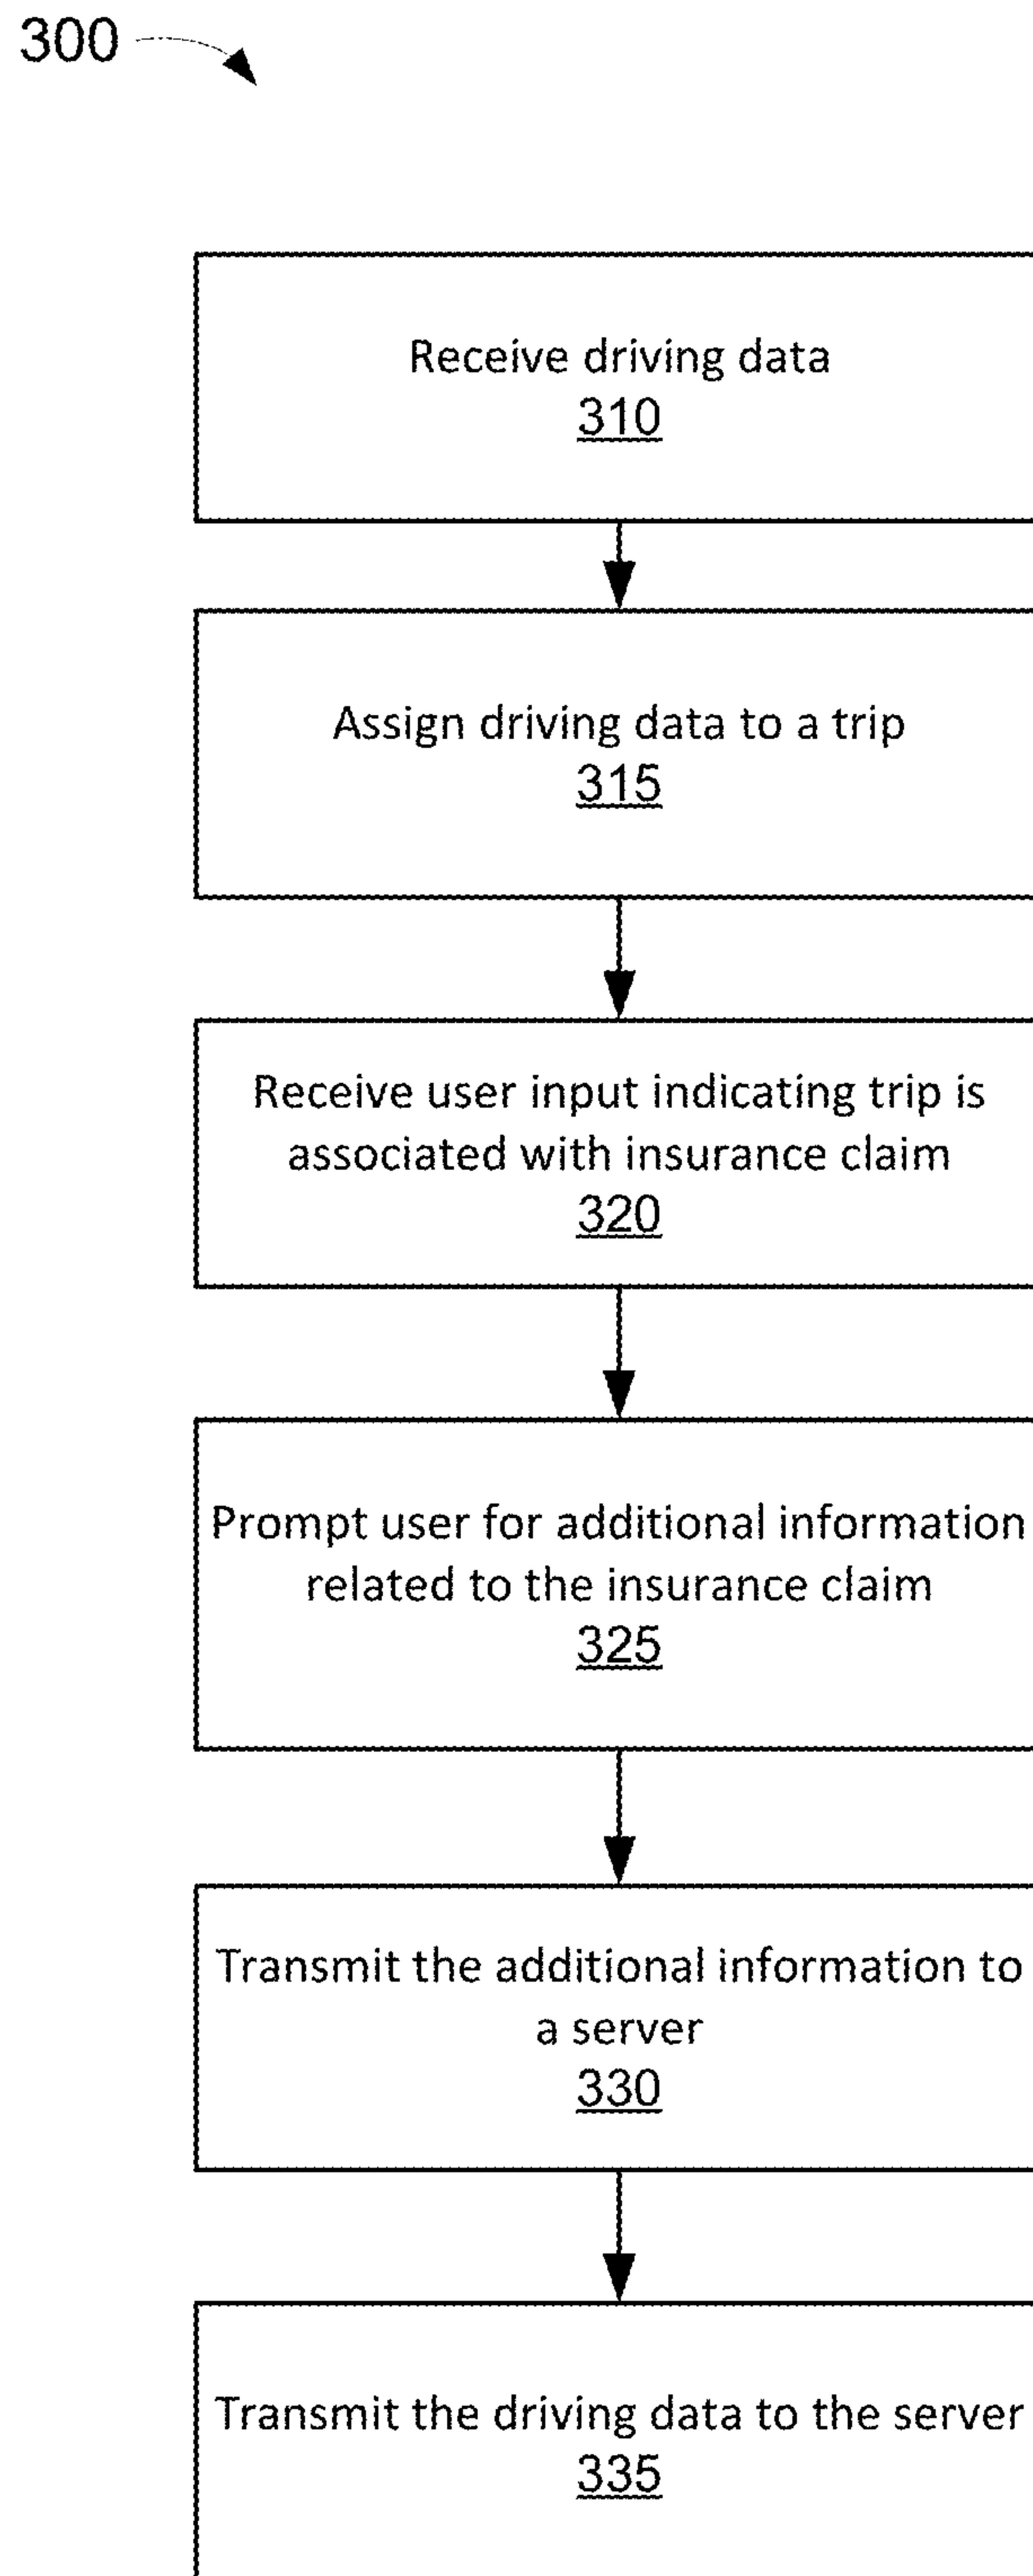 300
Receive driving data
310
Assign driving data to a trip
315
Receive user input indicating trip is
associated with insurance claim
320
Prompt user for additional information
related to the insurance claim
325
Transmit the additional information to
a server
330
Transmit the driving data to the server
335